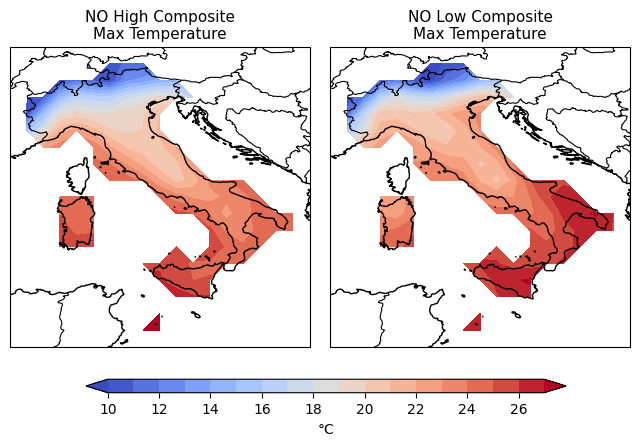 NO High Composite
Max Temperature
NO Low Composite
Max Temperature
10 12 14 16 18 20 22 24 26
°C